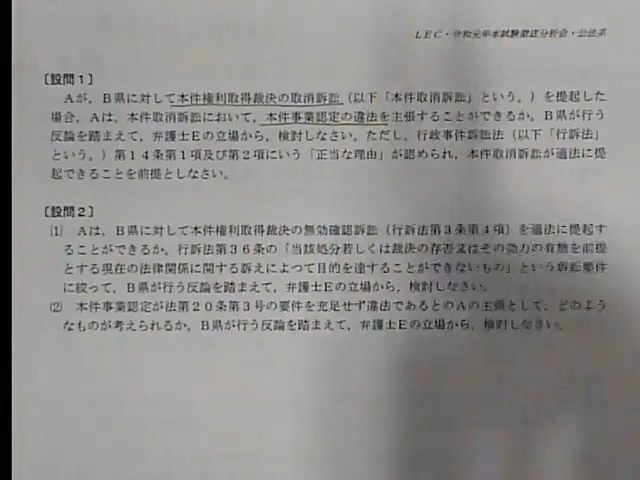 LEC・令和元年本試験徹底分析会・公法系
〔設問1〕
Aが，B県に対して本件権利取得裁決の取消訴訟（以下「本件取消訴訟」という。）を提起した
場合，Aは，本件取消訴訟において，本件事業認定の違法を主張することができるか。B県が行う
反論を踏まえて，弁護士Eの立場から，検討しなさい。ただし，行政事件訴訟法（以下「行訴法」
という。）第14条第1項及び第2項にいう「正当な理由」が認められ，本件取消訴訟が適法に提
起できることを前提としなさい。
〔設問2〕
⑴　Aは，B県に対して本件権利取得裁決の無効確認訴訟（行訴法第3条第4項）を適法に提起す
ることができるか。行訴法第36条の「当該処分若しくは裁決の存否又はその効力の有無を前提
とする現在の法律関係に関する訴えによつて目的を達することができないもの」という訴訟要件
に絞って，B県が行う反論を踏まえて，弁護士Eの立場から，検討しなさい。
⑵　本件事業認定が法第20条第3号の要件を充足せず違法であるとのAの主張として，どのよう
なものが考えられるか。B県が行う反論を踏まえて，弁護士Eの立場から，検討しなさい。